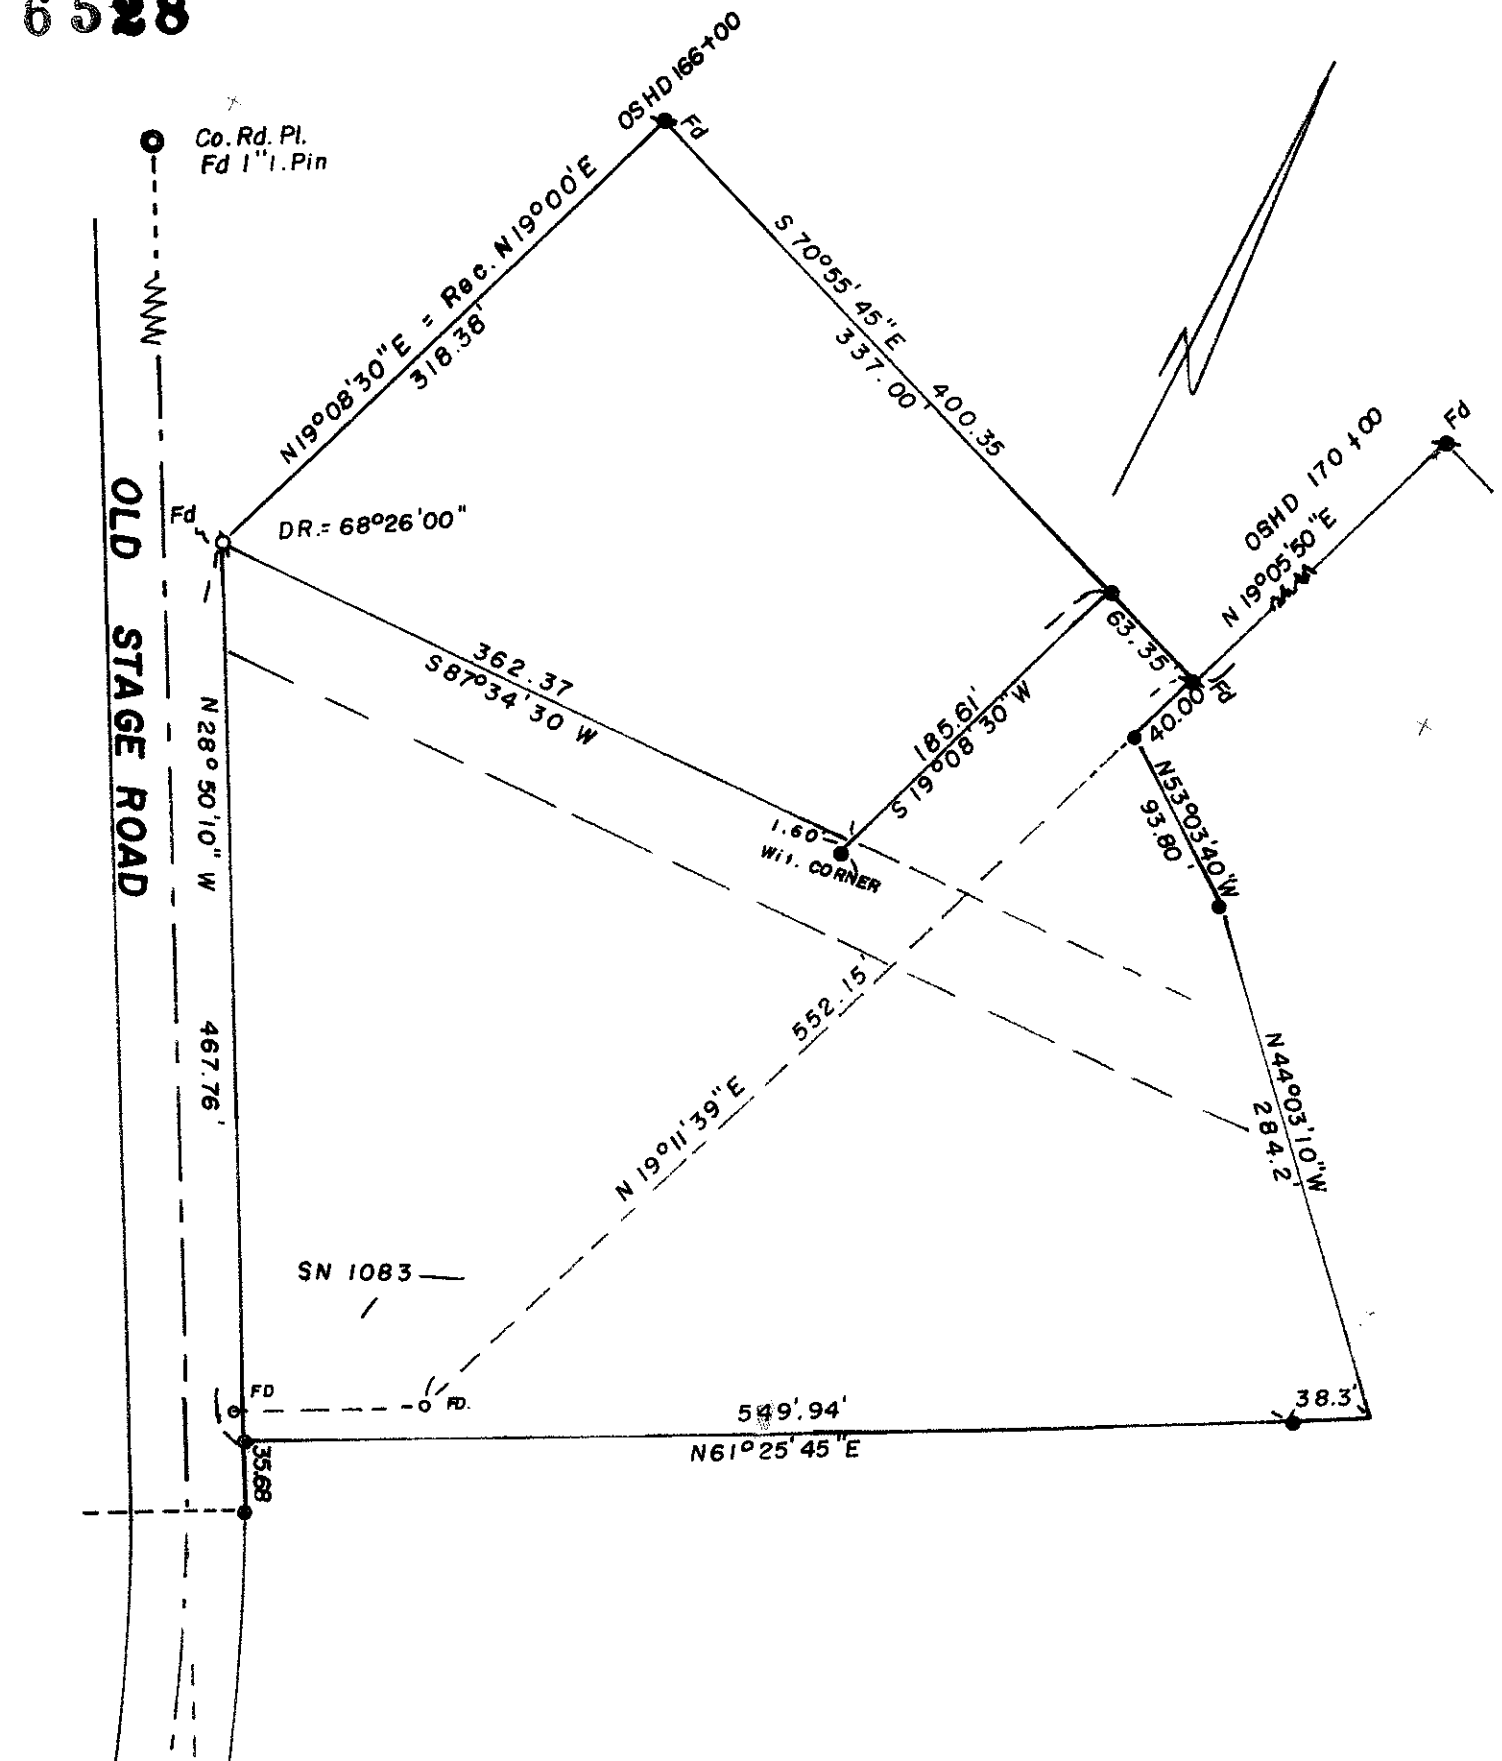 6528
Co. Rd. Pl.
Fd 1" I. Pin
OSHD 166+00
Fd
N19°08'30"E = Rec. N19°00'E
318.38'
S 70°55'45"E
337.00'
400.35
Fd
OSHD 170+00
N 19°05'50"E
Fd
DR.= 68°26'00"
OLD STAGE ROAD
362.37
S87°34'30 W
63.35'
Fd
40.00
185.61'
S 19°08'30"W
1.60'
Wit. CORNER
N53°03'40"W
93.80'
N 28°50'10" W
467.76'
552.15'
N 19°11'39"E
N44°03'10"W
284.2'
SN 1083
FD
FD.
549'.94'
38.3'
N61°25'45"E
35.68